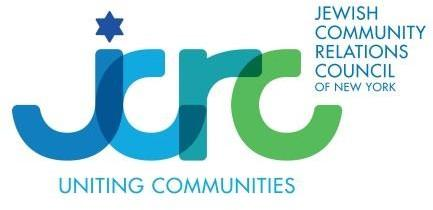 jcrc
JEWISH
COMMUNITY
RELATIONS
COUNCIL
OF NEW YORK
UNITING COMMUNITIES